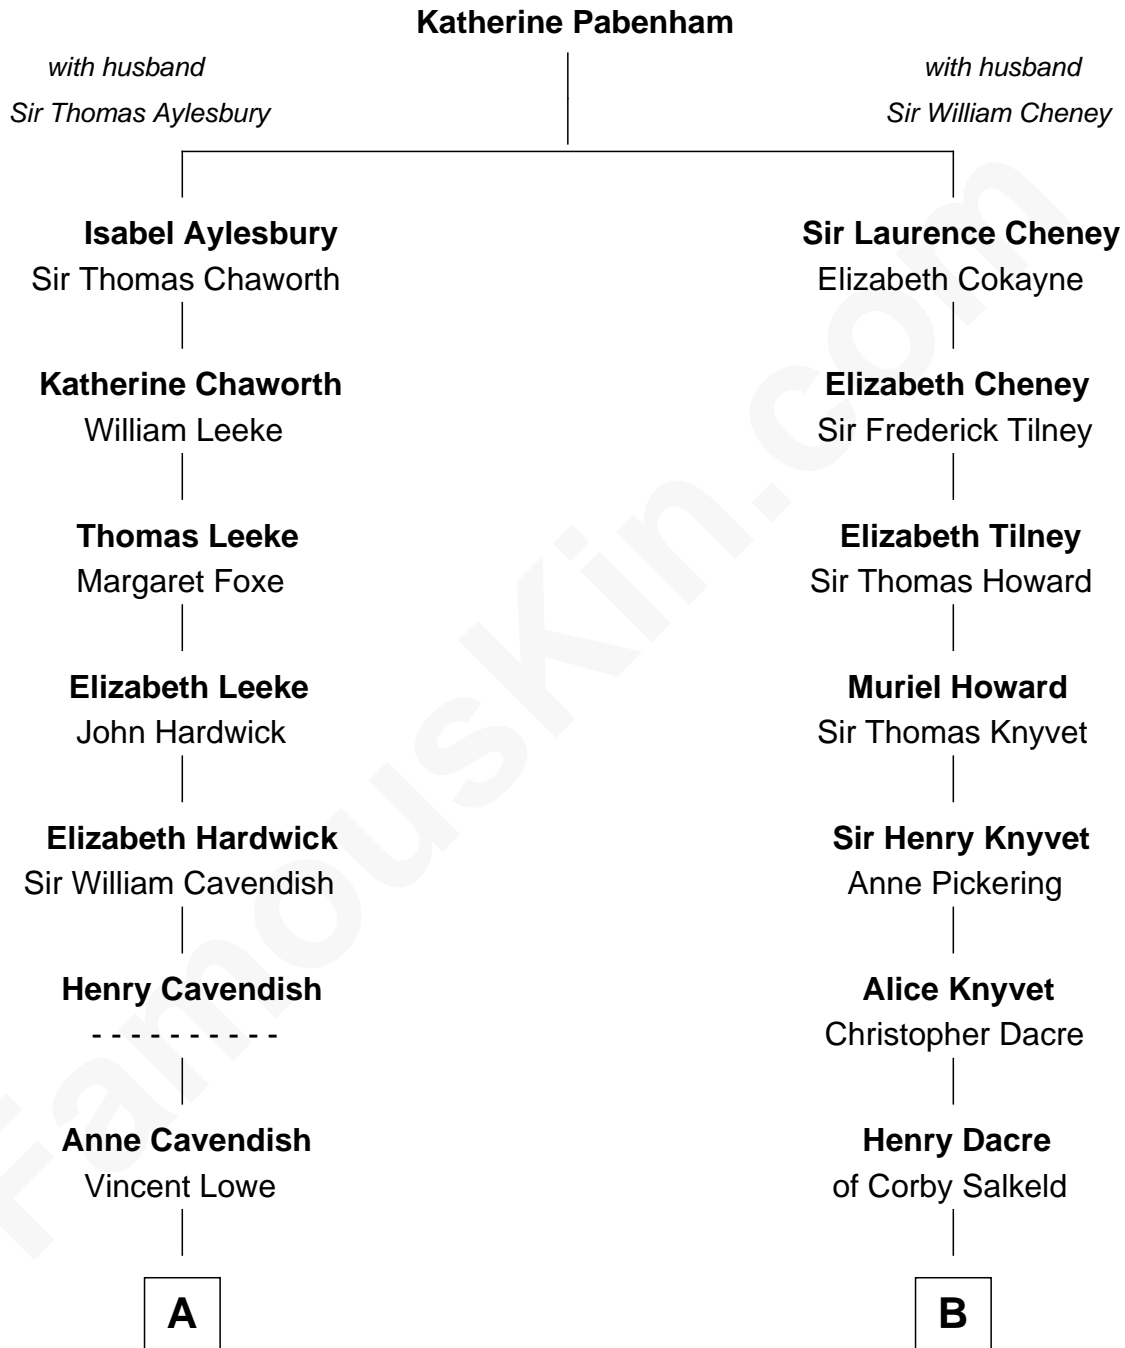 Katherine Pabenham
with husband
Sir Thomas Aylesbury
with husband
Sir William Cheney
Isabel Aylesbury
Sir Thomas Chaworth
Katherine Chaworth
William Leeke
Thomas Leeke
Margaret Foxe
Elizabeth Leeke
John Hardwick
Elizabeth Hardwick
Sir William Cavendish
Henry Cavendish
- - - - - - - - - -
Anne Cavendish
Vincent Lowe
A
Sir Laurence Cheney
Elizabeth Cokayne
Elizabeth Cheney
Sir Frederick Tilney
Elizabeth Tilney
Sir Thomas Howard
Muriel Howard
Sir Thomas Knyvet
Sir Henry Knyvet
Anne Pickering
Alice Knyvet
Christopher Dacre
Henry Dacre
of Corby Salkeld
B
FamousKin.com